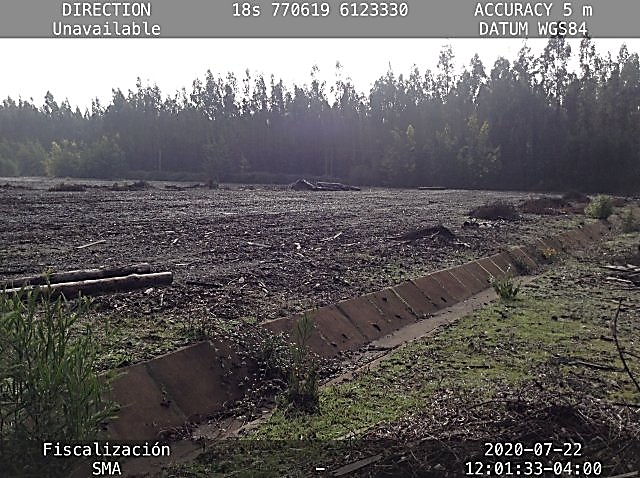 DIRECTION
Unavailable
18s 770619 6123330
ACCURACY 5 m
DATUM WGS84
Fiscalización
SMA
-
2020-07-22
12:01:33-04:00